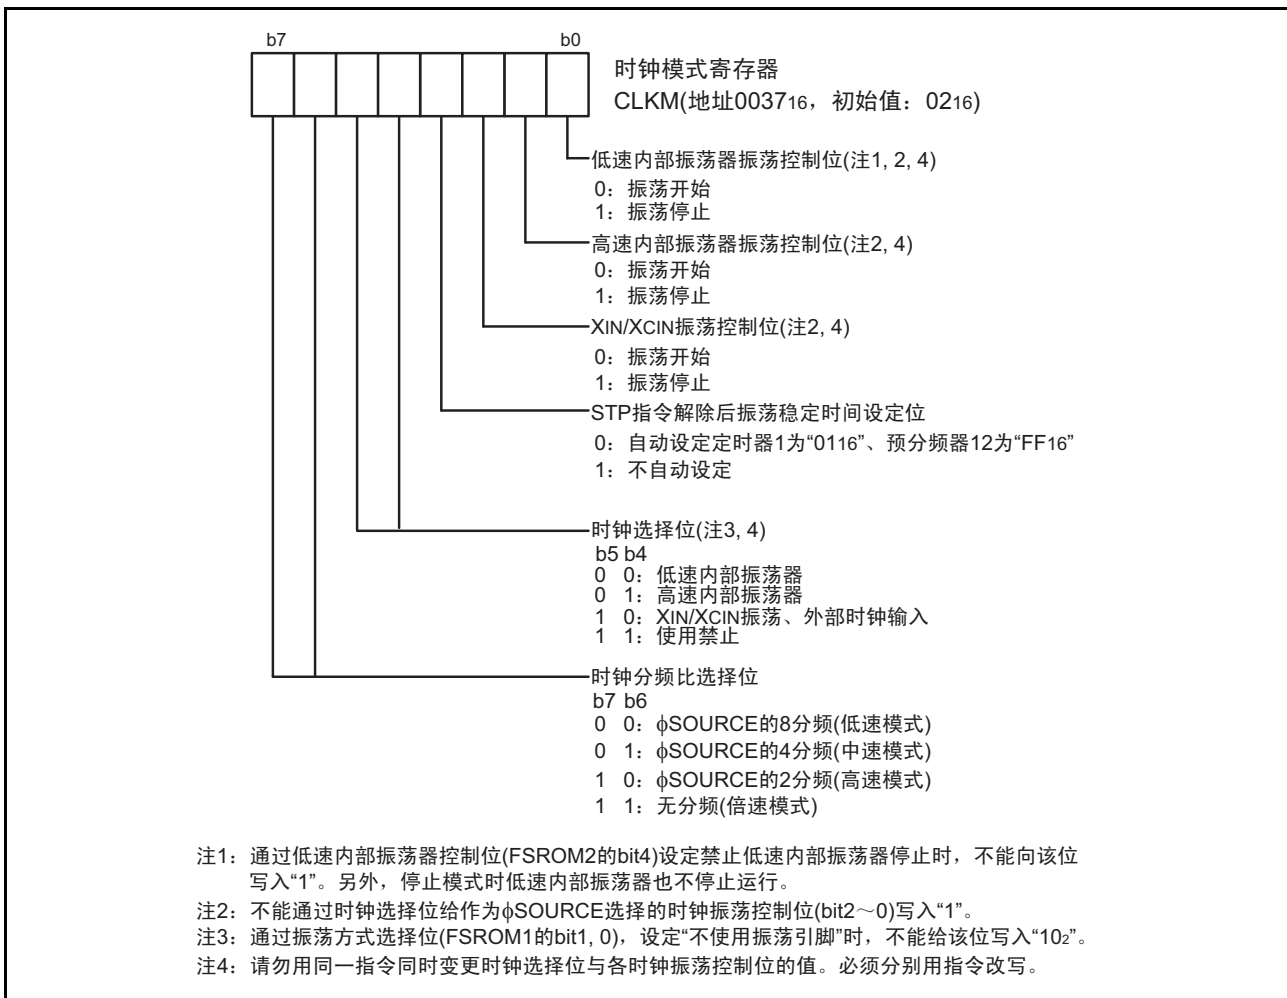 b7 b0
时钟模式寄存器
CLKM(地址003716，初始值：0216)
低速内部振荡器振荡控制位(注1, 2, 4)
0：振荡开始
1：振荡停止
高速内部振荡器振荡控制位(注2, 4)
0：振荡开始
1：振荡停止
XIN/XCIN振荡控制位(注2, 4)
0：振荡开始
1：振荡停止
STP指令解除后振荡稳定时间设定位
0：自动设定定时器1为“0116”、预分频器12为“FF16”
1：不自动设定
时钟选择位(注3, 4)
b5 b4
0 0：低速内部振荡器
0 1：高速内部振荡器
1 0：XIN/XCIN振荡、外部时钟输入
1 1：使用禁止
时钟分频比选择位
b7 b6
0 0：ϕSOURCE的8分频(低速模式)
0 1：ϕSOURCE的4分频(中速模式)
1 0：ϕSOURCE的2分频(高速模式)
1 1：无分频(倍速模式)
注1：通过低速内部振荡器控制位(FSROM2的bit4)设定禁止低速内部振荡器停止时，不能向该位
写入“1”。另外，停止模式时低速内部振荡器也不停止运行。
注2：不能通过时钟选择位给作为ϕSOURCE选择的时钟振荡控制位(bit2～0)写入“1”。
注3：通过振荡方式选择位(FSROM1的bit1, 0)，设定“不使用振荡引脚”时，不能给该位写入“102”。
注4：请勿用同一指令同时变更时钟选择位与各时钟振荡控制位的值。必须分别用指令改写。